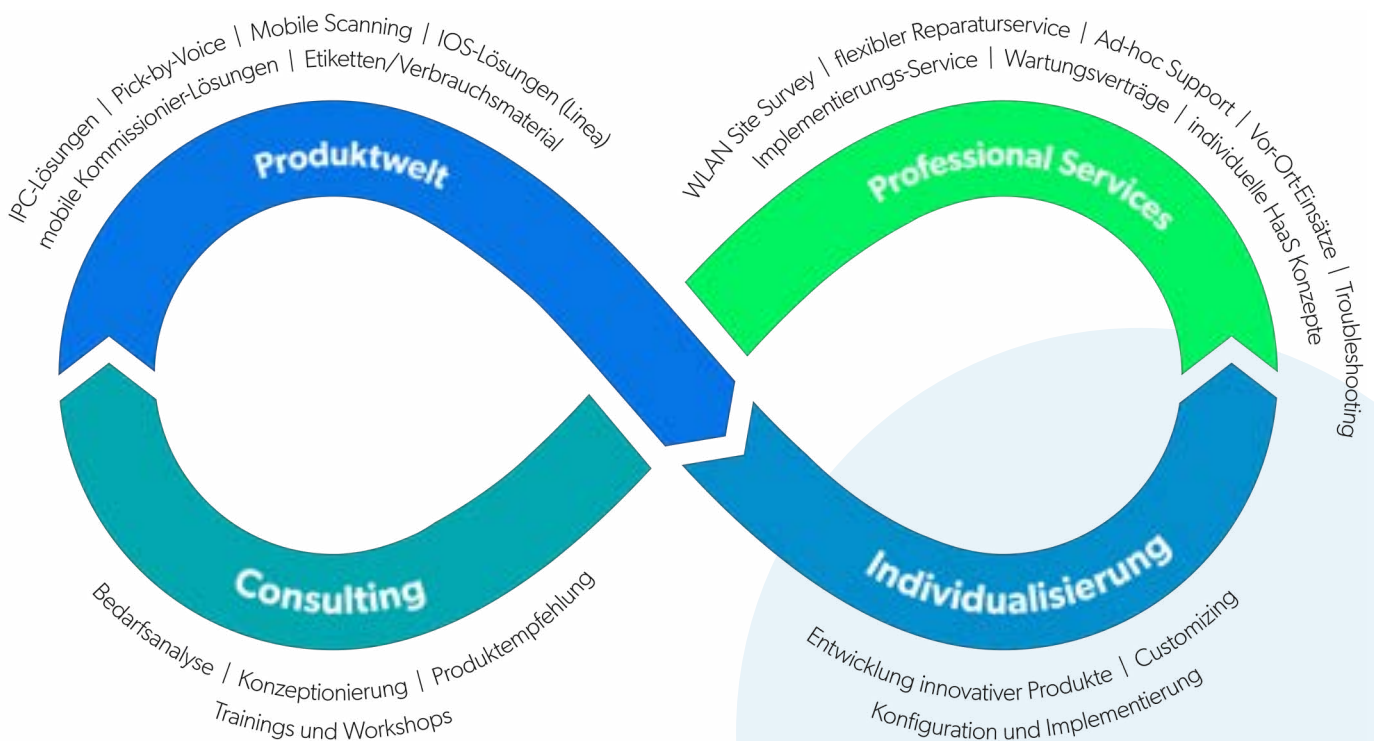 IPC-Lösungen | Pick-by-Voice | Mobile Scanning | IOS-Lösungen (Linea)
mobile Kommissionier-Lösungen | Etiketten/Verbrauchsmaterial
Produktwelt
WLAN Site Survey | flexibler Reparaturservice | Ad-hoc Support | Vor-Ort-Einsätze | Troubleshooting
Implementierungs-Service | Wartungsverträge | individuelle HaaS Konzepte
Professional Services
Consulting
Bedarfsanalyse | Konzeptionierung | Produktempfehlung
Trainings und Workshops
Individualisierung
Entwicklung innovativer Produkte | Customizing
Konfiguration und Implementierung